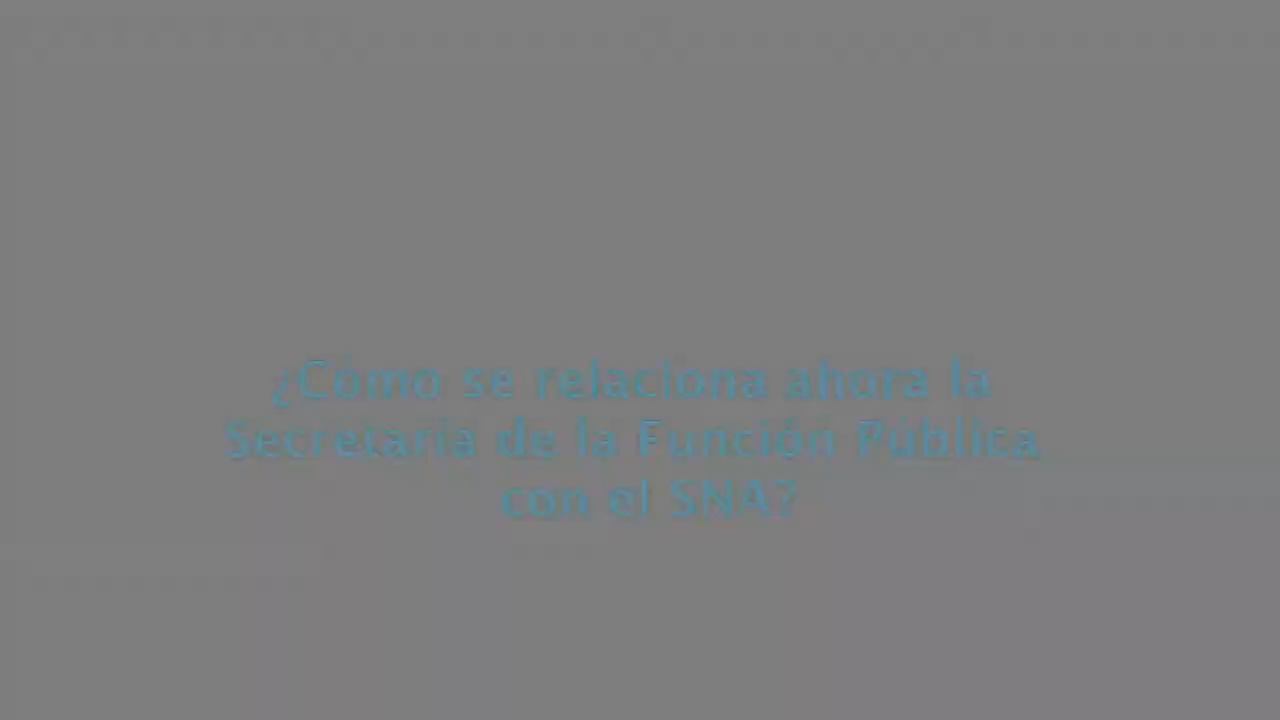 ¿Cómo se relaciona ahora la
Secretaría de la Función Pública
con el SNA?